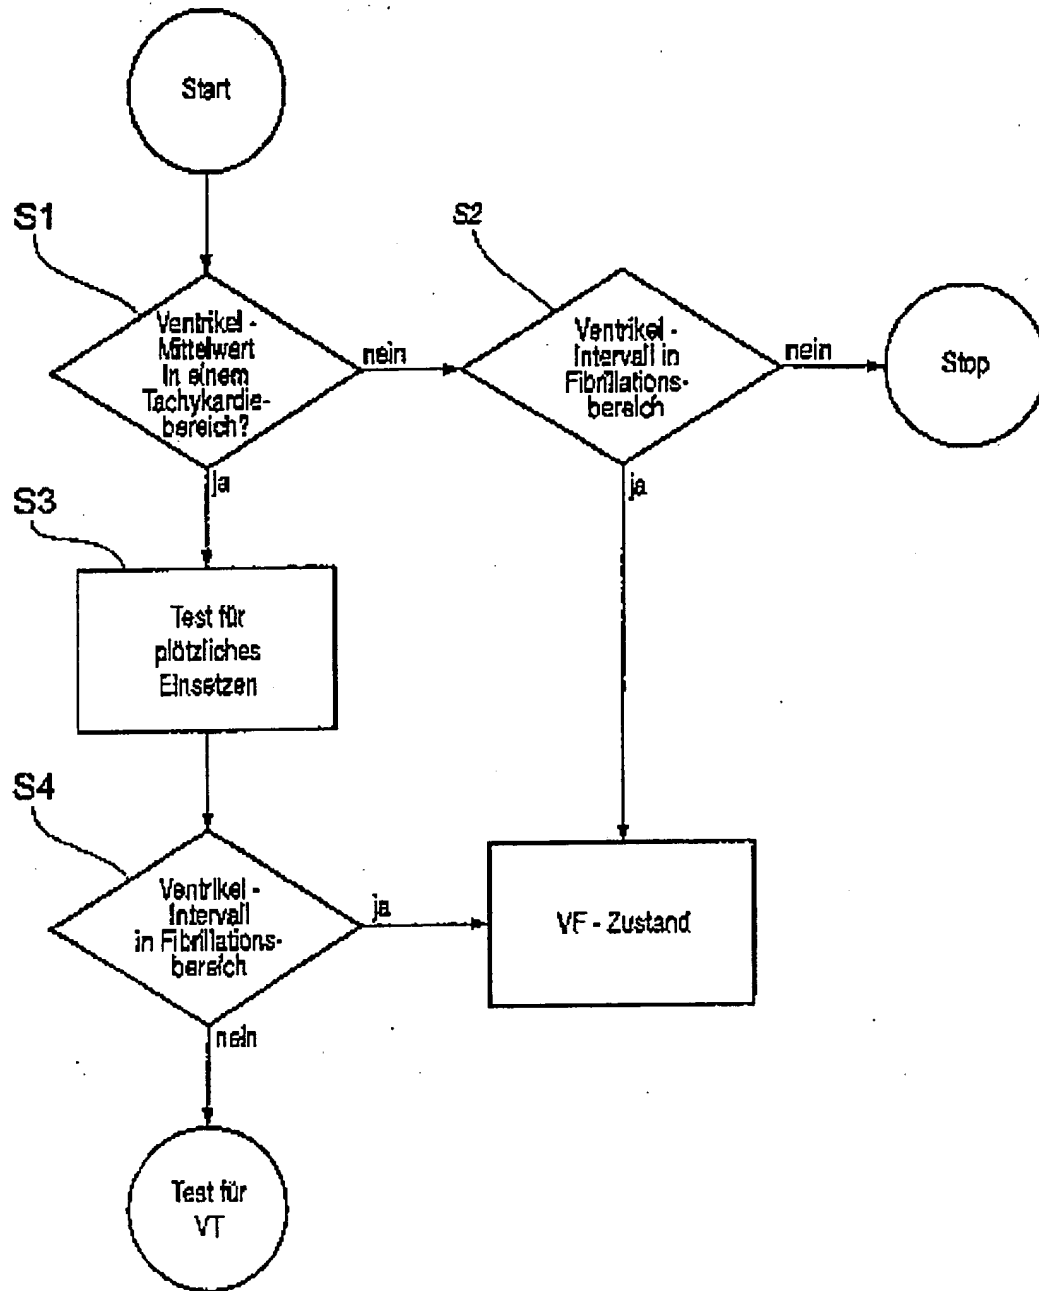 Start
S1
Ventrikel -
Mittelwert
In einem
Tachykardie-
bereich?
nein
ja
S2
Ventrikel -
Intervall in
Fibrillations-
bereich
nein
ja
Stop
S3
Test für
plötzliches
Einsetzen
S4
Ventrikel -
Intervall
in Fibrillations-
bereich
ja
nein
VF - Zustand
Test für
VT